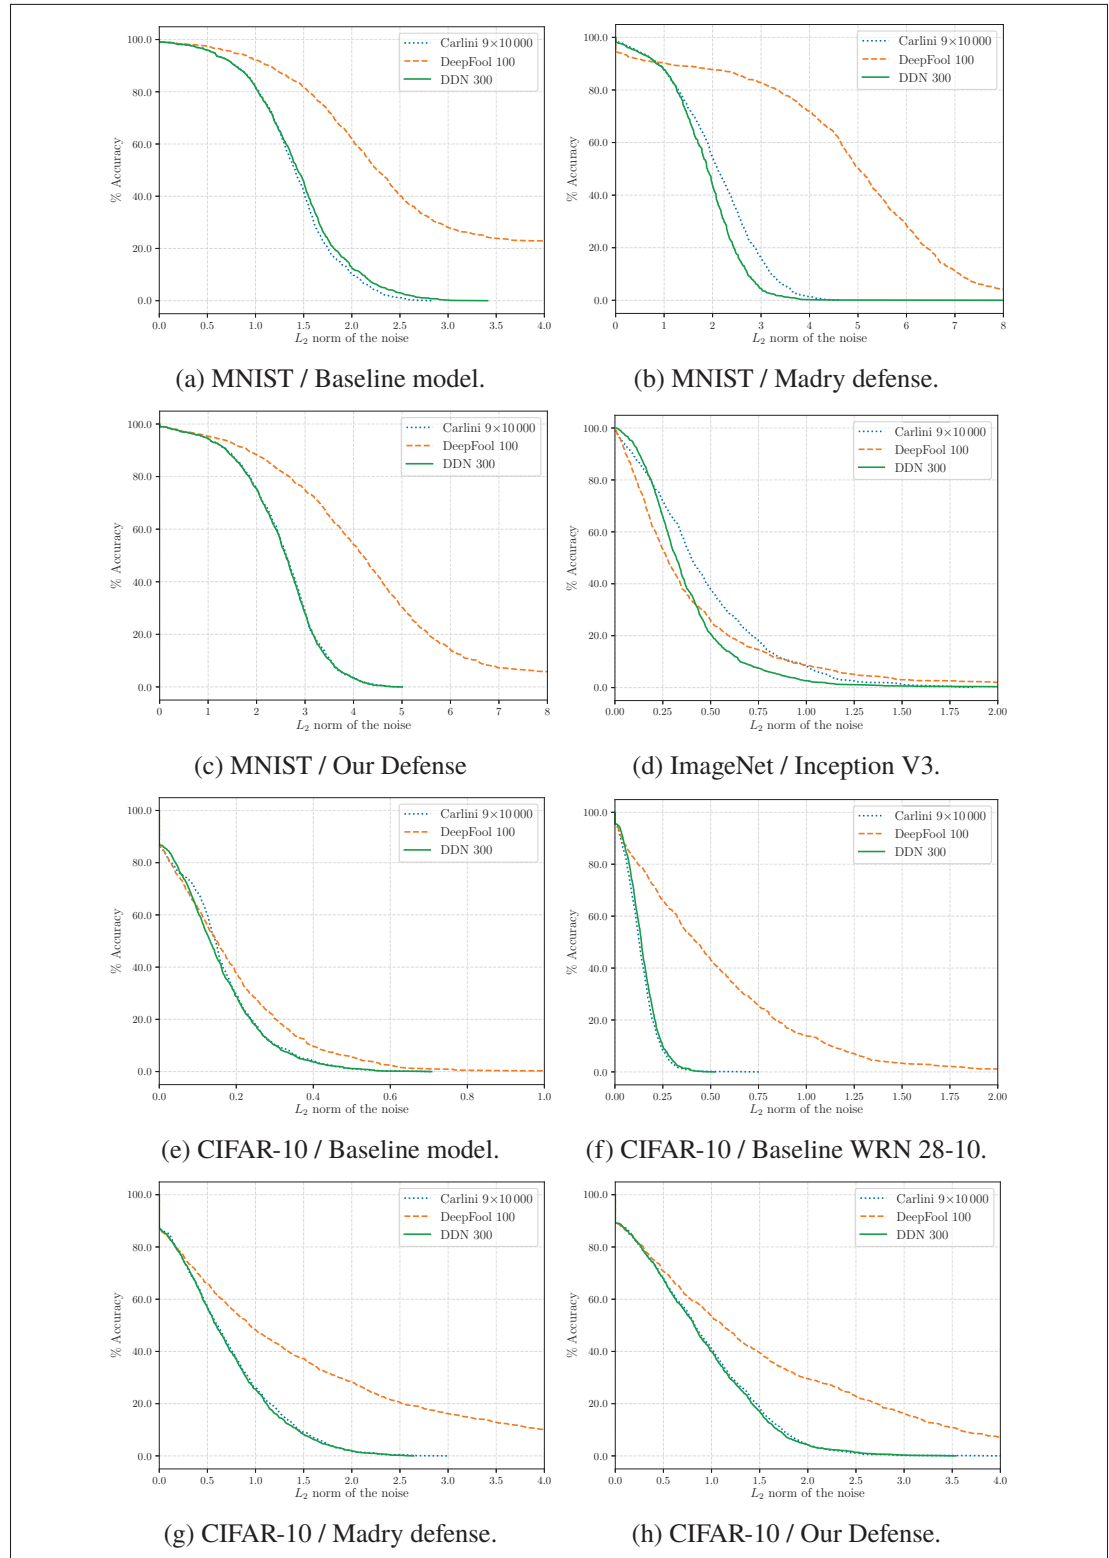 100.0
80.0
60.0
40.0
20.0
0.0
% Accuracy
Carlini 9×10 000
DeepFool 100
DDN 300
0.0 0.5 1.0 1.5 2.0 2.5 3.0 3.5 4.0
L₂ norm of the noise
(a) MNIST / Baseline model.
100.0
80.0
60.0
40.0
20.0
0.0
% Accuracy
Carlini 9×10 000
DeepFool 100
DDN 300
0 1 2 3 4 5 6 7 8
L₂ norm of the noise
(b) MNIST / Madry defense.
100.0
80.0
60.0
40.0
20.0
0.0
% Accuracy
Carlini 9×10 000
DeepFool 100
DDN 300
0 1 2 3 4 5 6 7 8
L₂ norm of the noise
(c) MNIST / Our Defense
100.0
80.0
60.0
40.0
20.0
0.0
% Accuracy
Carlini 9×10 000
DeepFool 100
DDN 300
0.00 0.25 0.50 0.75 1.00 1.25 1.50 1.75 2.00
L₂ norm of the noise
(d) ImageNet / Inception V3.
100.0
80.0
60.0
40.0
20.0
0.0
% Accuracy
Carlini 9×10 000
DeepFool 100
DDN 300
0.0 0.2 0.4 0.6 0.8 1.0
L₂ norm of the noise
(e) CIFAR-10 / Baseline model.
100.0
80.0
60.0
40.0
20.0
0.0
% Accuracy
Carlini 9×10 000
DeepFool 100
DDN 300
0.00 0.25 0.50 0.75 1.00 1.25 1.50 1.75 2.00
L₂ norm of the noise
(f) CIFAR-10 / Baseline WRN 28-10.
100.0
80.0
60.0
40.0
20.0
0.0
% Accuracy
Carlini 9×10 000
DeepFool 100
DDN 300
0.0 0.5 1.0 1.5 2.0 2.5 3.0 3.5 4.0
L₂ norm of the noise
(g) CIFAR-10 / Madry defense.
100.0
80.0
60.0
40.0
20.0
0.0
% Accuracy
Carlini 9×10 000
DeepFool 100
DDN 300
0.0 0.5 1.0 1.5 2.0 2.5 3.0 3.5 4.0
L₂ norm of the noise
(h) CIFAR-10 / Our Defense.